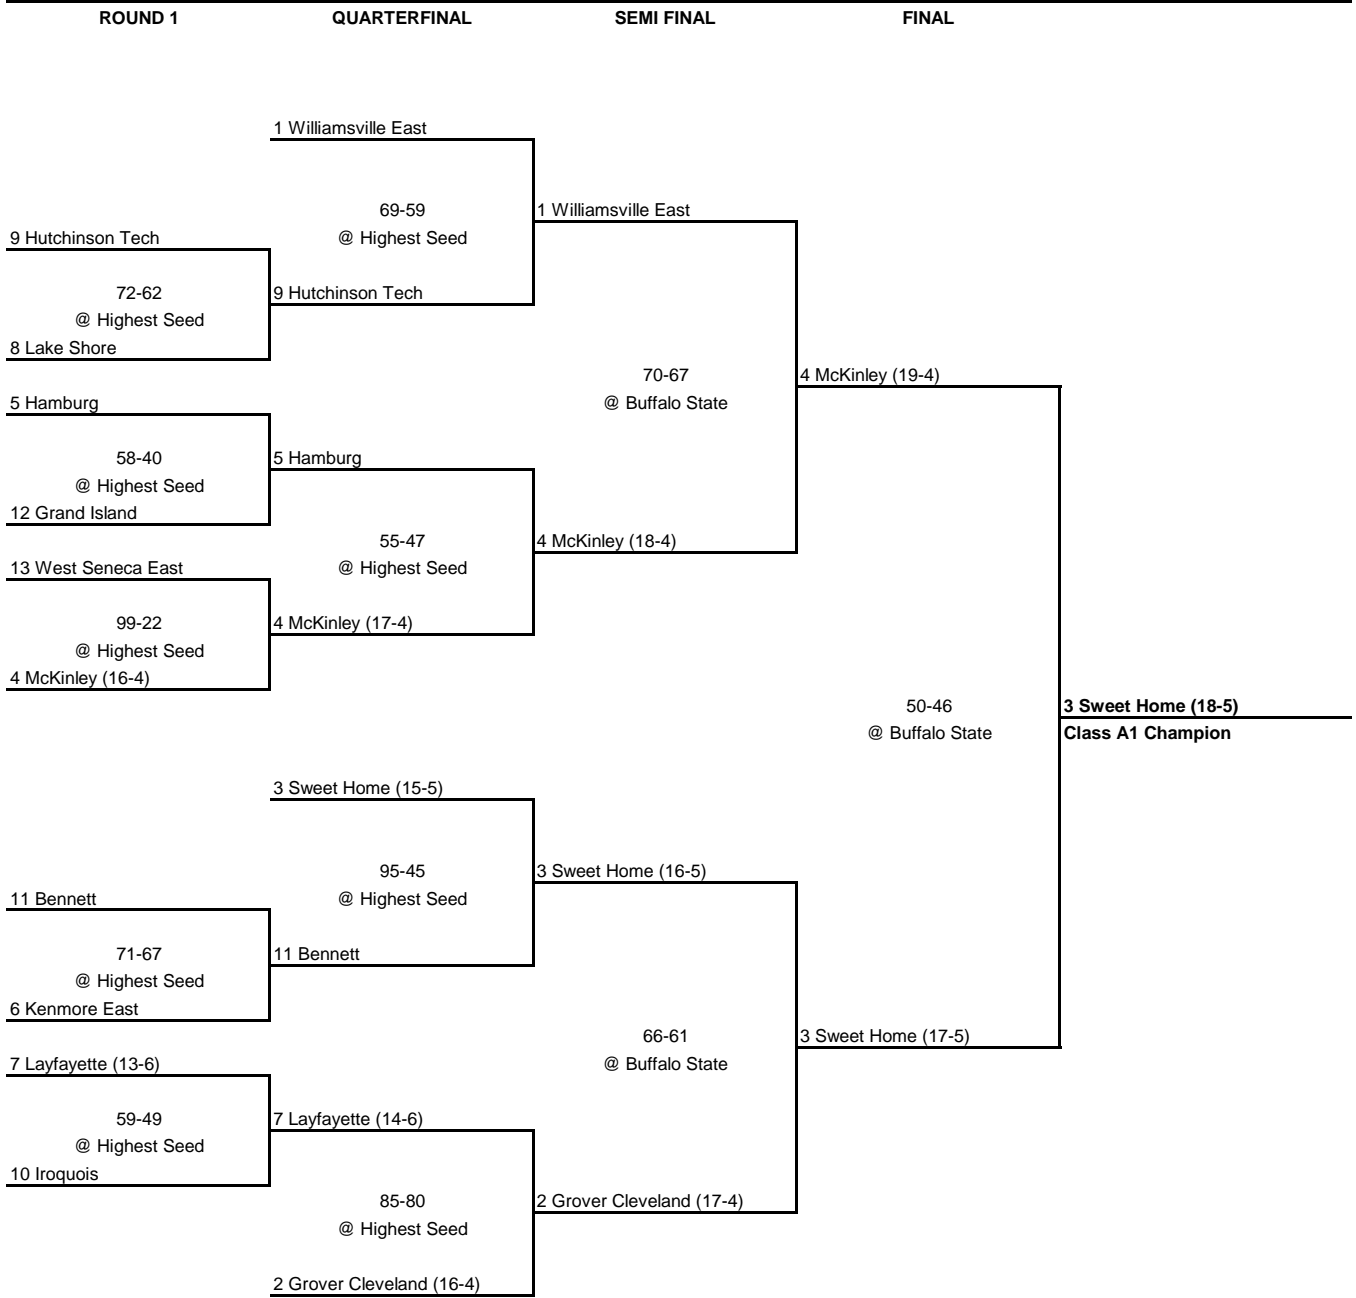 ROUND 1 QUARTERFINAL SEMI FINAL FINAL
1 Williamsville East
69-59 1 Williamsville East
9 Hutchinson Tech @ Highest Seed
72-62 9 Hutchinson Tech
@ Highest Seed
8 Lake Shore
70-67 4 McKinley (19-4)
5 Hamburg @ Buffalo State
58-40 5 Hamburg
@ Highest Seed
12 Grand Island
55-47 4 McKinley (18-4)
13 West Seneca East @ Highest Seed
99-22 4 McKinley (17-4)
@ Highest Seed
4 McKinley (16-4)
50-46 3 Sweet Home (18-5)
@ Buffalo State Class A1 Champion
3 Sweet Home (15-5)
95-45 3 Sweet Home (16-5)
11 Bennett @ Highest Seed
71-67 11 Bennett
@ Highest Seed
6 Kenmore East
66-61 3 Sweet Home (17-5)
7 Layfayette (13-6) @ Buffalo State
59-49 7 Layfayette (14-6)
@ Highest Seed
10 Iroquois
85-80 2 Grover Cleveland (17-4)
@ Highest Seed
2 Grover Cleveland (16-4)